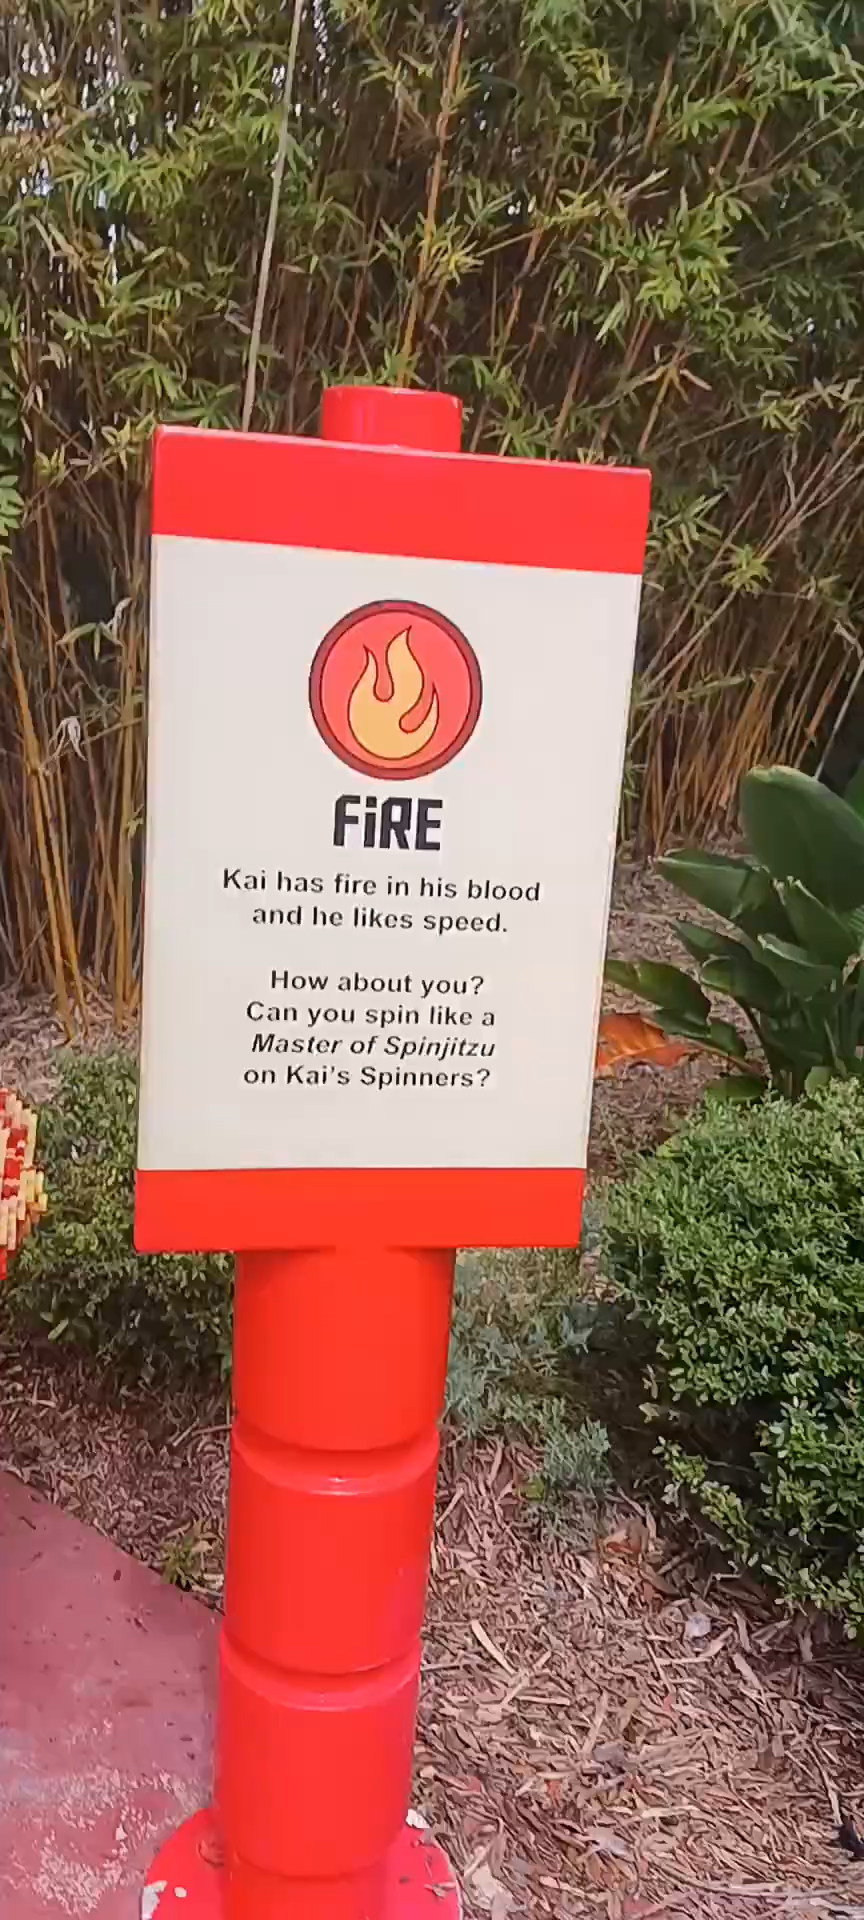 FiRE
Kai has fire in his blood
and he likes speed.
How about you?
Can you spin like a
Master of Spinjitzu
on Kai's Spinners?